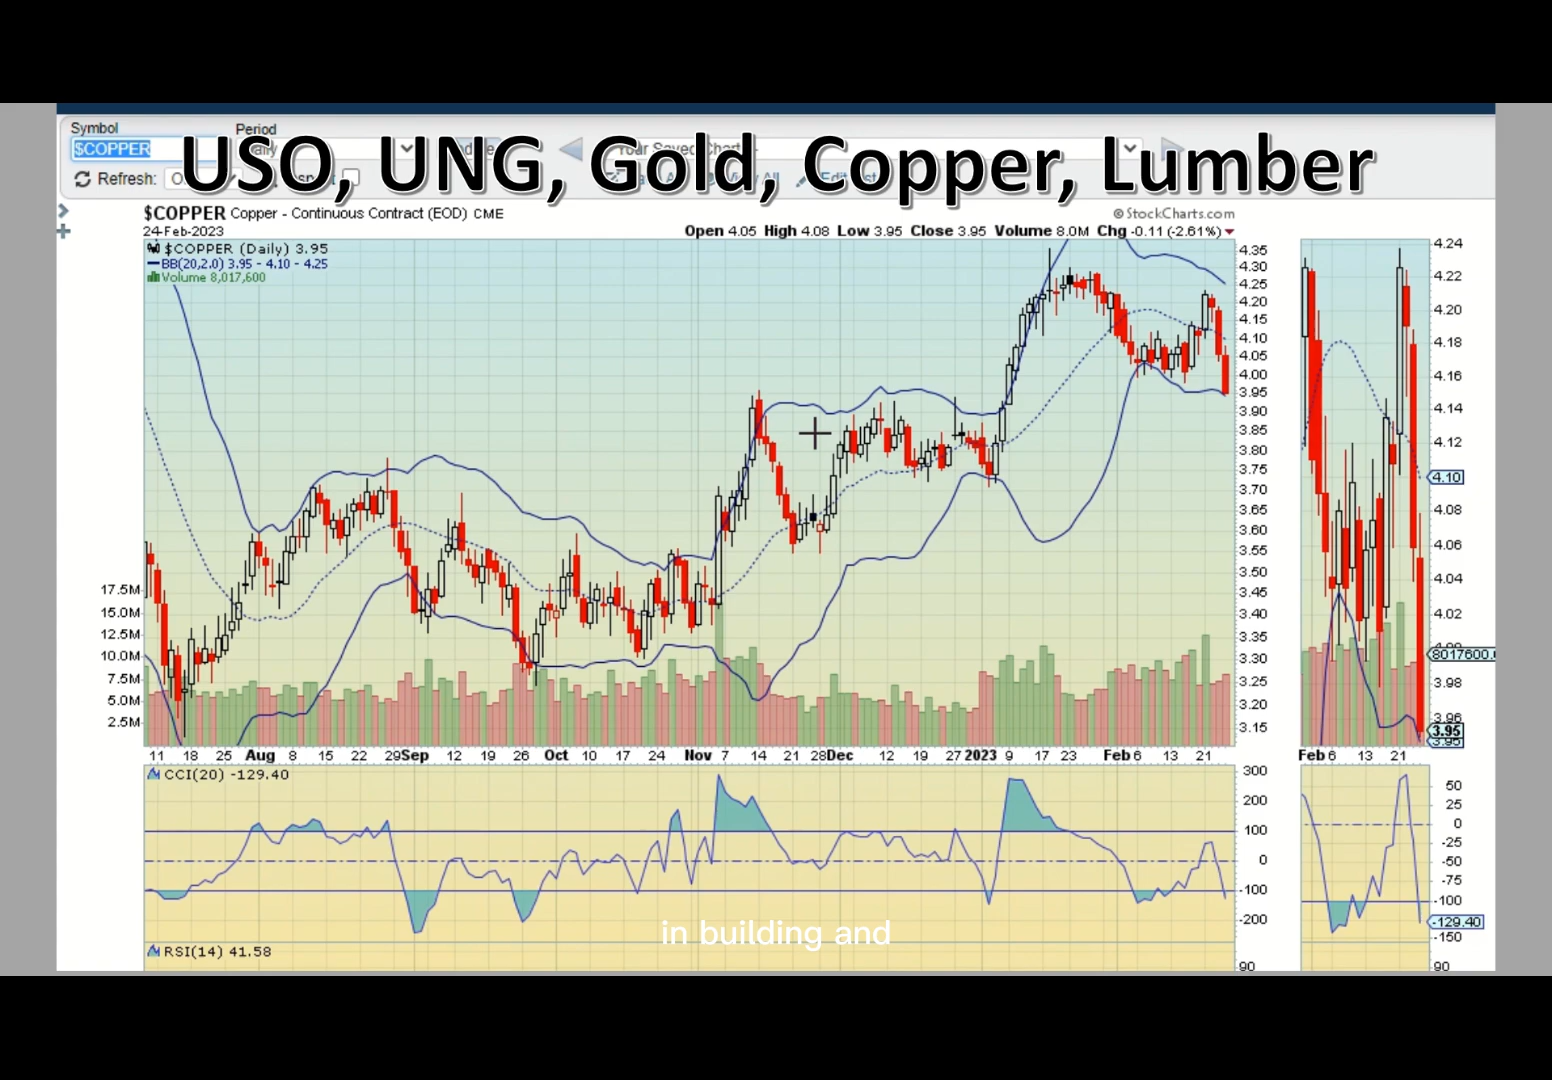 Symbol Period
$COPPER
USO, UNG, Gold, Copper, Lumber
Refresh:
$COPPER Copper - Continuous Contract (EOD) CME
© StockCharts.com
24-Feb-2023
Open 4.05 High 4.08 Low 3.95 Close 3.95 Volume 8.0M Chg -0.11 (-2.61%)
$COPPER (Daily) 3.95
BB(20,2.0) 3.95 - 4.10 - 4.25
Volume 8,017,600
4.35
4.30
4.25
4.20
4.15
4.10
4.05
4.00
3.95
3.90
3.85
3.80
3.75
3.70
3.65
3.60
3.55
3.50
3.45
3.40
3.35
3.30
3.25
3.20
3.15
17.5M
15.0M
12.5M
10.0M
7.5M
5.0M
2.5M
4.24
4.22
4.20
4.18
4.16
4.14
4.12
4.10
4.08
4.06
4.04
4.02
3.98
3.96
3.95
11 18 25 Aug 8 15 22 29 Sep 12 19 26 Oct 10 17 24 Nov 7 14 21 28 Dec 12 19 27 2023 9 17 23 Feb 6 13 21
Feb 6 13 21
CCI(20) -129.40
300
200
100
0
-100
-200
50
25
0
-25
-50
-75
-100
-129.40
-150
in building and
RSI(14) 41.58
90
90